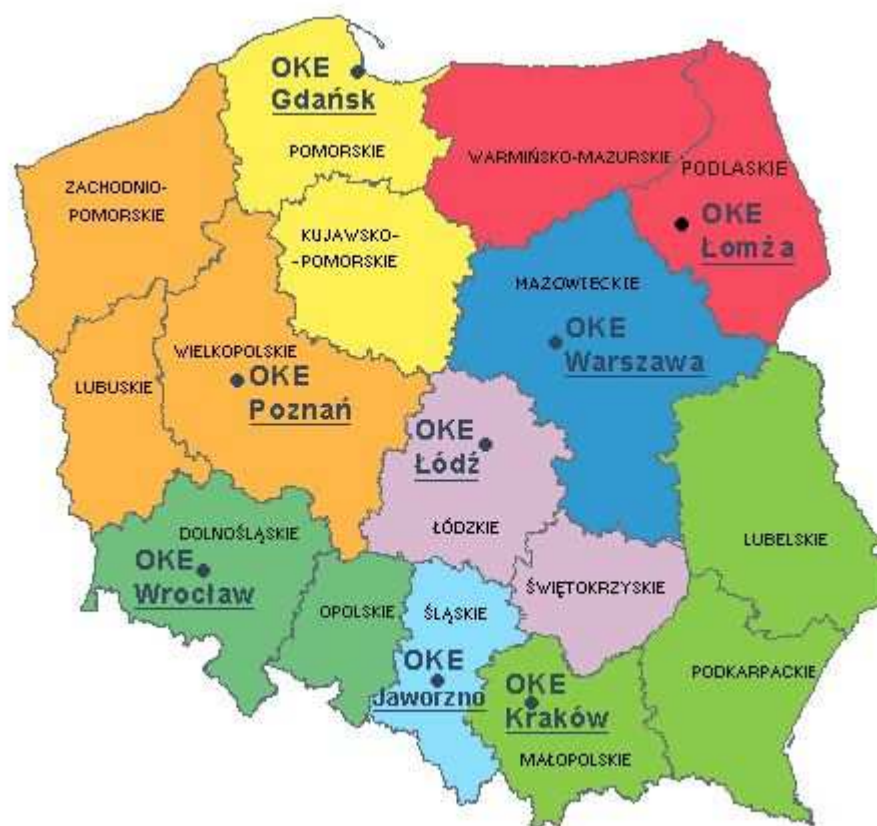 OKE
Gdańsk
POMORSKIE
WARMIŃSKO-MAZURSKIE
PODLASKIE
ZACHODNIO-
POMORSKIE
OKE
Łomża
KUJAWSKO-
-POMORSKIE
MAZOWIECKIE
OKE
Warszawa
WIELKOPOLSKIE
LUBUSKIE
OKE
Poznań
OKE
Łódź
ŁÓDZKIE
DOLNOŚLĄSKIE
LUBELSKIE
OKE
Wrocław
OPOLSKIE
ŚLĄSKIE
ŚWIĘTOKRZYSKIE
OKE
Jaworzno
OKE
Kraków
PODKARPACKIE
MAŁOPOLSKIE